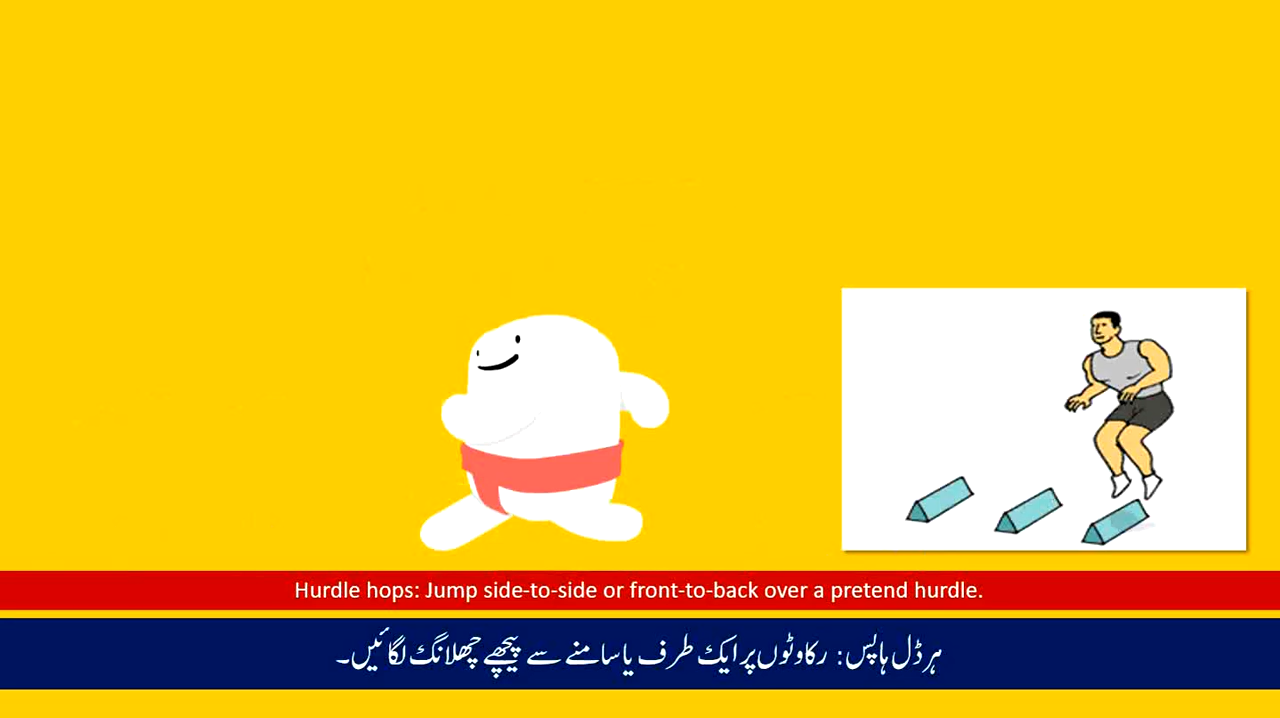 Hurdle hops: Jump side-to-side or front-to-back over a pretend hurdle.
ہرڈل ہاپس: رکاوٹوں پر ایک طرف یا سامنے سے پیچھے چھلانگ لگائیں۔